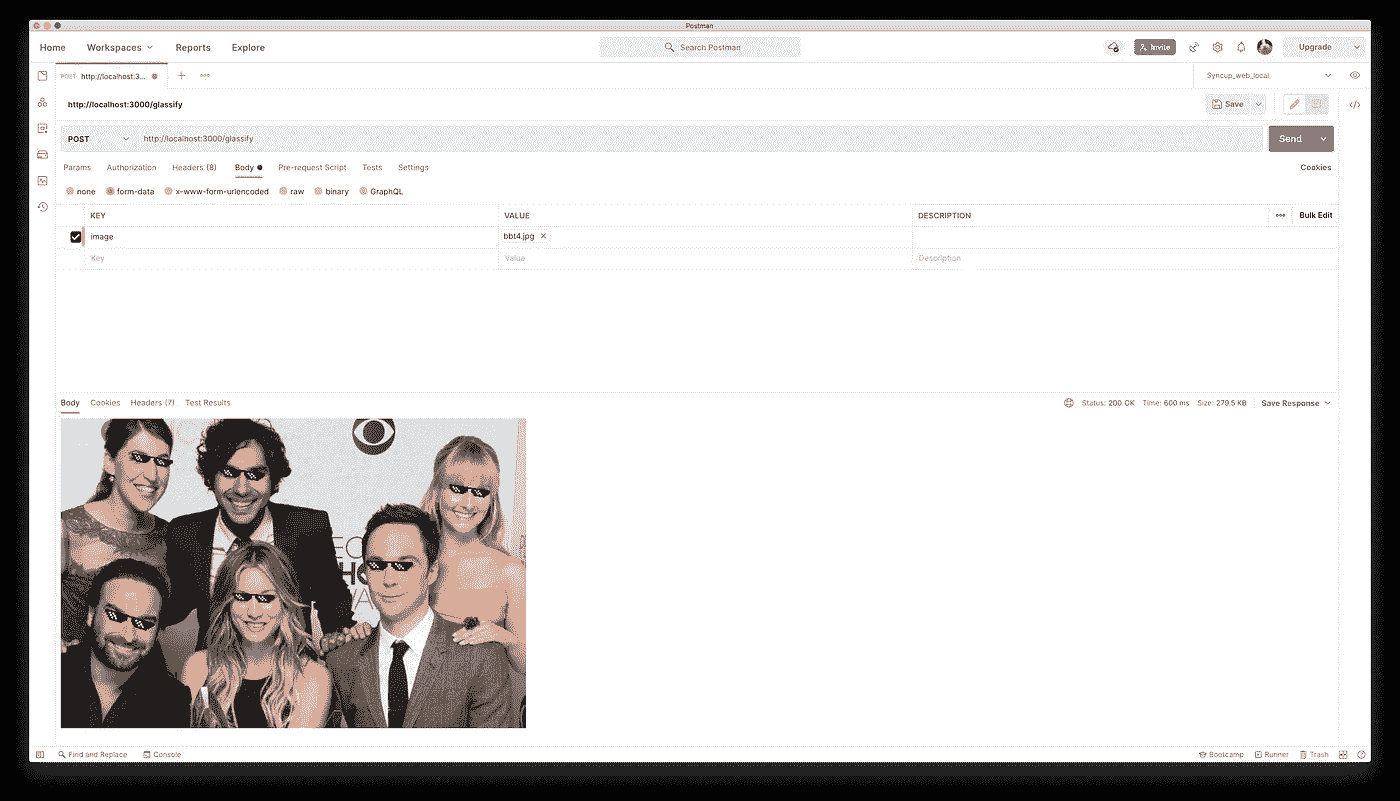 Postman
Home Workspaces Reports Explore Search Postman Invite Upgrade
POST http://localhost:3... Syncup_web_local
http://localhost:3000/glassify Save
POST http://localhost:3000/glassify Send
Params Authorization Headers (8) Body Pre-request Script Tests Settings Cookies
none form-data x-www-form-urlencoded raw binary GraphQL
KEY VALUE DESCRIPTION Bulk Edit
image bbt4.jpg
Key Value Description
Body Cookies Headers (7) Test Results Status: 200 OK Time: 600 ms Size: 279.5 KB Save Response
Find and Replace Console Bootcamp Runner Trash